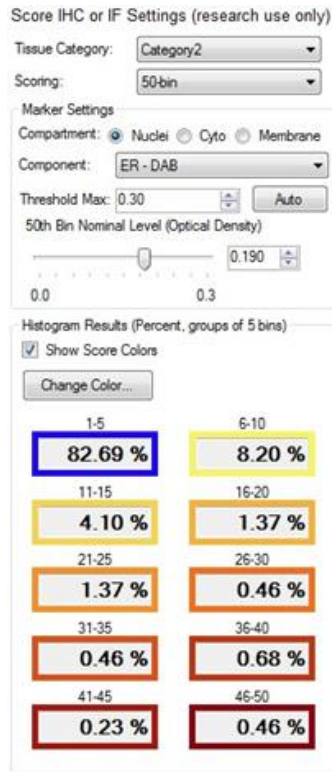 Score IHC or IF Settings (research use only)
Tissue Category: Category2
Scoring: 50-bin
Marker Settings
Compartment: Nuclei Cyto Membrane
Component: ER - DAB
Threshold Max: 0.30 Auto
50th Bin Nominal Level (Optical Density)
0.190
0.0 0.3
Histogram Results (Percent, groups of 5 bins)
Show Score Colors
Change Color...
1-5 6-10
82.69 % 8.20 %
11-15 16-20
4.10 % 1.37 %
21-25 26-30
1.37 % 0.46 %
31-35 36-40
0.46 % 0.68 %
41-45 46-50
0.23 % 0.46 %